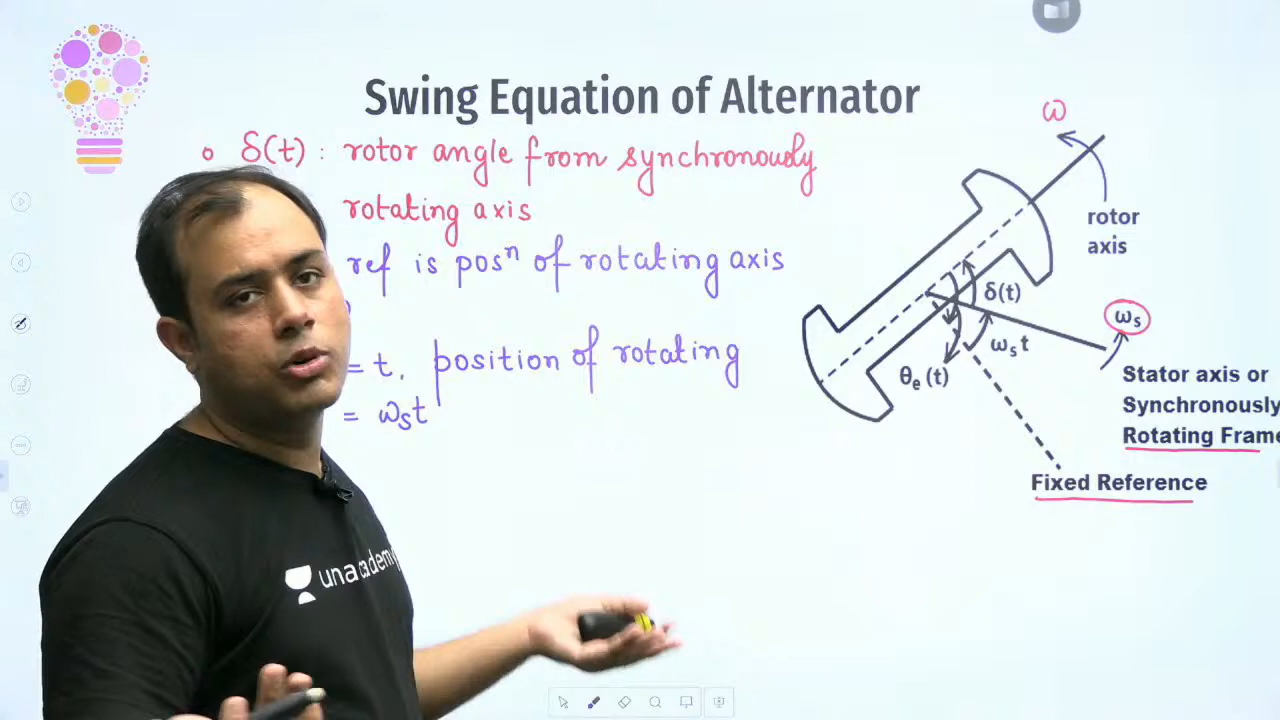 Swing Equation of Alternator
δ(t) : rotor angle from synchronously
rotating axis
ref is posⁿ of rotating axis
= t. position of rotating
= ωₛt
ω
rotor
axis
δ(t)
ωₛ
ωₛt
θₑ(t)
Stator axis or
Synchronously
Rotating Frame
Fixed Reference
unacademy